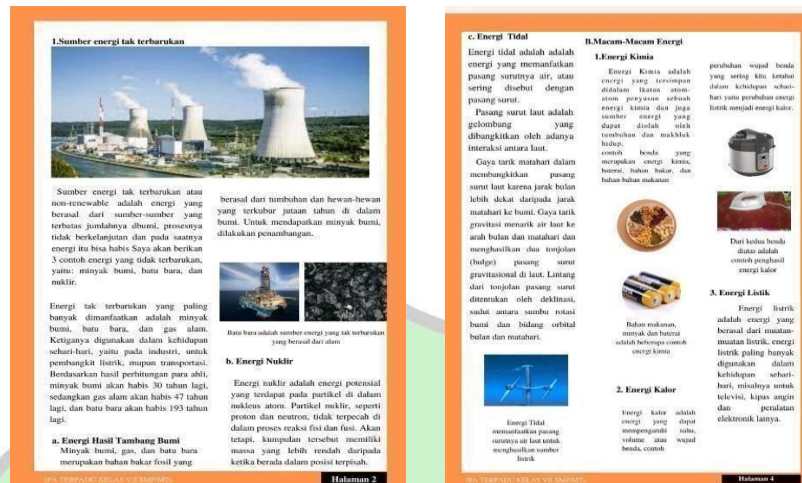 1.Sumber energi tak terbarukan
Sumber energi tak terbarukan atau
non-renewable adalah energi yang
berasal dari sumber-sumber yang
terbatas jumlahnya dbumi, prosesnya
tidak berkelanjutan dan pada saatnya
energi itu bisa habis Saya akan berikan
3 contoh energi yang tidak terbarukan,
yaitu: minyak bumi, batu bara, dan
nuklir.
Energi tak terbarukan yang paling
banyak dimanfaatkan adalah minyak
bumi, batu bara, dan gas alam.
Ketiganya digunakan dalam kehidupan
sehari-hari, yaitu pada industri, untuk
pembangkit listrik, mupun transportasi.
Berdasarkan hasil perhitungan para ahli,
minyak bumi akan habis 30 tahun lagi,
sedangkan gas alam akan habis 47 tahun
lagi, dan batu bara akan habis 193 tahun
lagi.
a. Energi Hasil Tambang Bumi
Minyak bumi, gas, dan batu bara
merupakan bahan bakar fosil yang
berasal dari tumbuhan dan hewan-hewan
yang terkubur jutaan tahun di dalam
bumi. Untuk mendapatkan minyak bumi,
dilakukan penambangan.
Batu bara adalah sumber energi yang tak terbarukan
yang berasal dari alam
b. Energi Nuklir
Energi nuklir adalah energi potensial
yang terdapat pada partikel di dalam
nukleus atom. Partikel nuklir, seperti
proton dan neutron, tidak terpecah di
dalam proses reaksi fisi dan fusi. Akan
tetapi, kumpulan tersebut memiliki
massa yang lebih rendah daripada
ketika berada dalam posisi terpisah.
IPA TERPADU KELAS VII SMP/MTs
Halaman 2
c. Energi Tidal
Energi tidal adalah adalah
energi yang memanfatkan
pasang surutnya air, atau
sering disebut dengan
pasang surut.
Pasang surut laut adalah
gelombang yang
dibangkitkan oleh adanya
interaksi antara laut.
Gaya tarik matahari dalam
membangkitkan pasang
surut laut karena jarak bulan
lebih dekat daripada jarak
matahari ke bumi. Gaya tarik
gravitasi menarik air laut ke
arah bulan dan matahari dan
menghasilkan dua tonjolan
(bulge) pasang surut
gravitasional di laut. Lintang
dari tonjolan pasang surut
ditentukan oleh deklinasi,
sudut antara sumbu rotasi
bumi dan bidang orbital
bulan dan matahari.
Energi Tidal
memanfaatkan pasang
surutnya air laut untuk
menghasilkan sumber
listrik
B.Macam-Macam Energi
1.Energi Kimia
Energi Kimia adalah
energi yang tersimpan
didalam ikatan atom-
atom penyusun sebuah
energi kimia dan juga
sumber energi yang
dapat diolah oleh
tumbuhan dan makhluk
hidup.
contoh benda yang
merupakan energi kimia,
baterai, bahan bakar, dan
bahan-bahan makanan
Bahan makanan,
minyak dan baterai
adalah beberapa contoh
energi kimia
2. Energi Kalor
Energi kalor adalah
energi yang dapat
mempengaruhi suhu,
volume atau wujud
benda, contoh
perubahan wujud benda
yang sering kita ketahui
dalam kehidupan sehari-
hari yaitu perubahan energi
listrik menjadi energi kalor.
Dari kedua benda
diatas adalah
contoh penghasil
energi kalor
3. Energi Listik
Energi listrik
adalah energi yang
berasal dari muatan-
muatan listrik, energi
listrik paling banyak
digunakan dalam
kehidupan sehari-
hari, misalnya untuk
televisi, kipas angin
dan peralatan
elektronik lainya.
IPA TERPADU KELAS VII SMP/MTs
Halaman 4